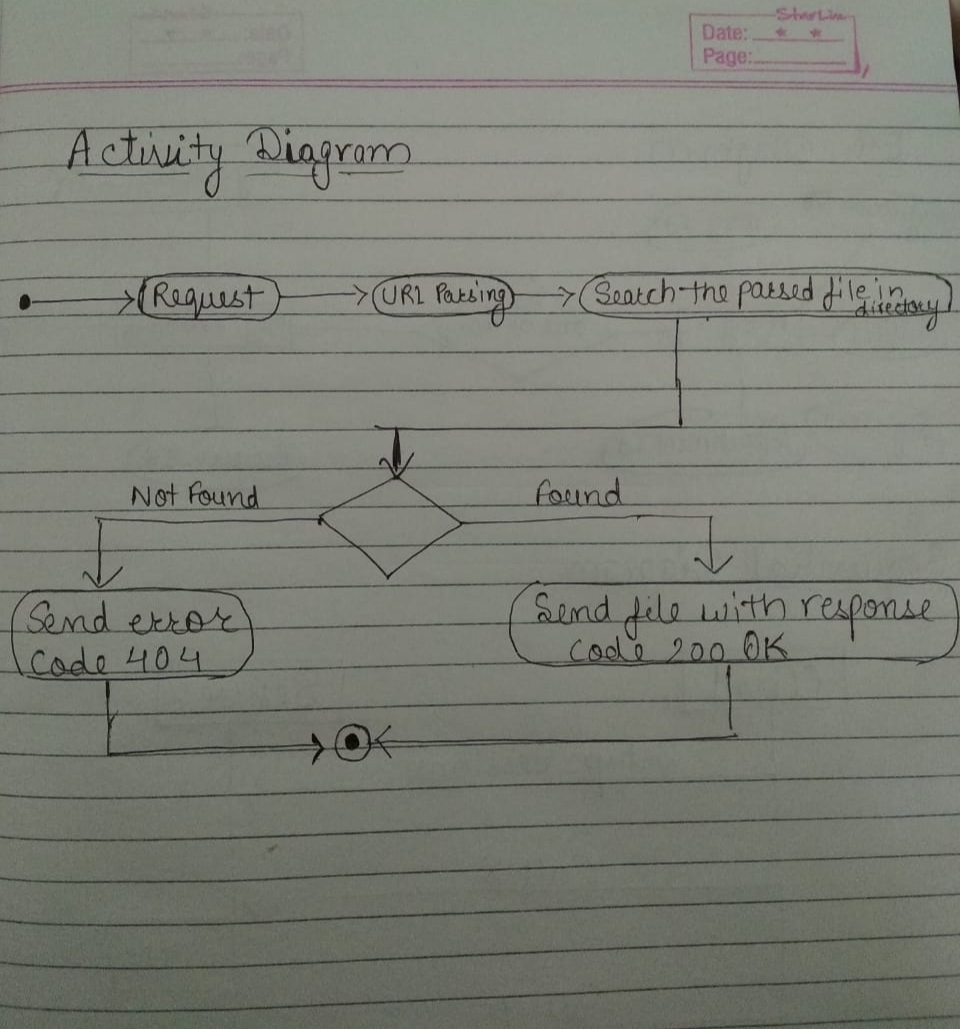 StarLine
Date:
Page:
Activity Diagram
Request
URL Parsing
Search the parsed file in
directory
Not Found
Found
Send error
Code 404
Send file with response
code 200 OK